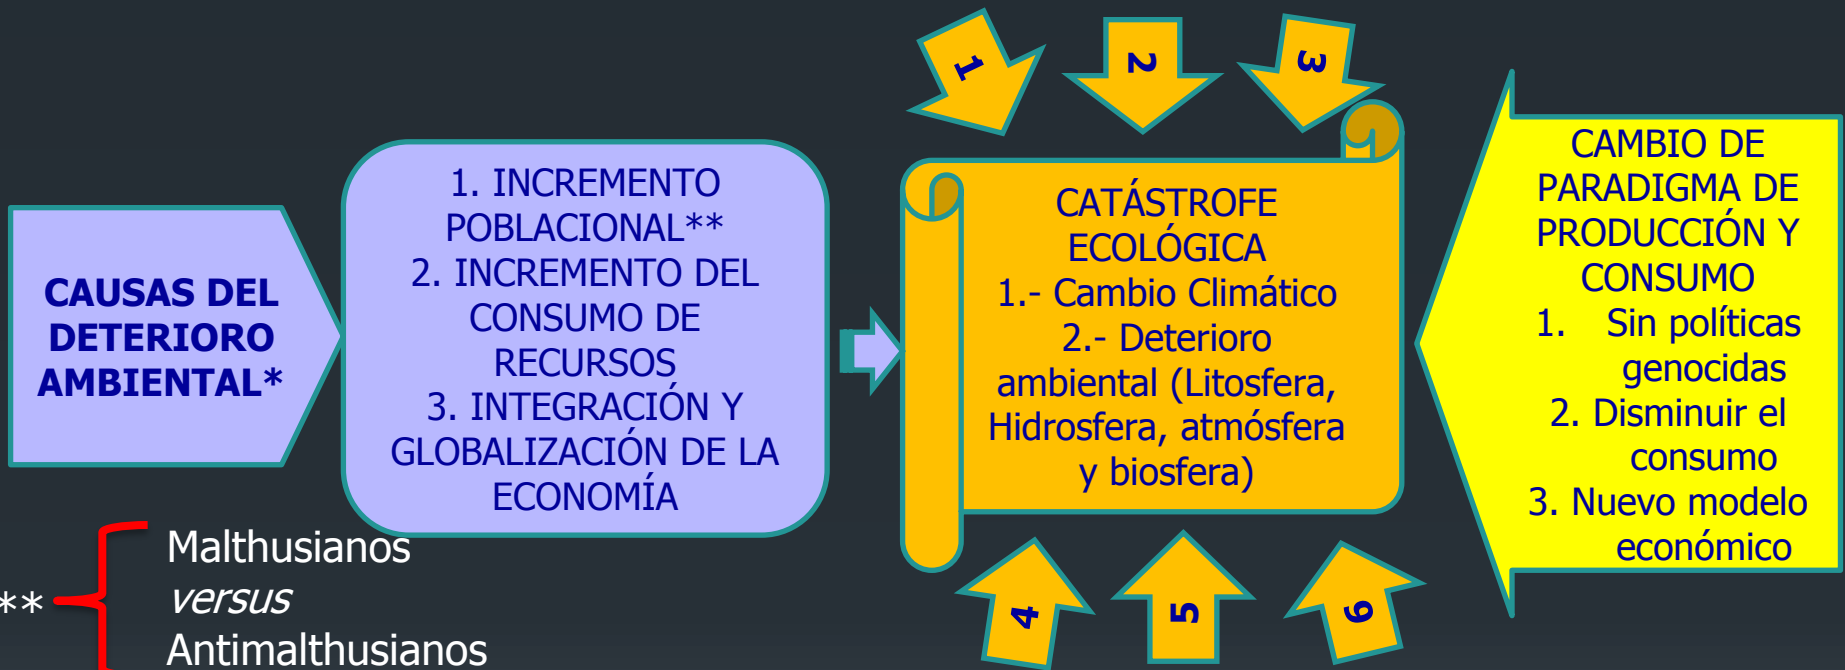 CAUSAS DEL
DETERIORO
AMBIENTAL*
1. INCREMENTO
POBLACIONAL**
2. INCREMENTO DEL
CONSUMO DE
RECURSOS
3. INTEGRACIÓN Y
GLOBALIZACIÓN DE LA
ECONOMÍA
1
2
3
CATÁSTROFE
ECOLÓGICA
1.- Cambio Climático
2.- Deterioro
ambiental (Litosfera,
Hidrosfera, atmósfera
y biosfera)
4
5
6
CAMBIO DE
PARADIGMA DE
PRODUCCIÓN Y
CONSUMO
1. Sin políticas
genocidas
2. Disminuir el
consumo
3. Nuevo modelo
económico
**
Malthusianos
versus
Antimalthusianos